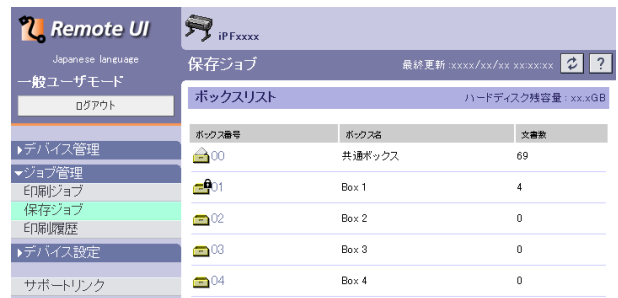 Remote UI
Japanese language
一般ユーザモード
ログアウト
▶デバイス管理
▼ジョブ管理
印刷ジョブ
保存ジョブ
印刷履歴
▶デバイス設定
サポートリンク
iPFxxxx
保存ジョブ
最終更新 :xxxx/xx/xx xx:xx:xx ?
ボックスリスト ハードディスク残容量 : xx.xGB
ボックス番号 ボックス名 文書数
00 共通ボックス 69
01 Box 1 4
02 Box 2 0
03 Box 3 0
04 Box 4 0